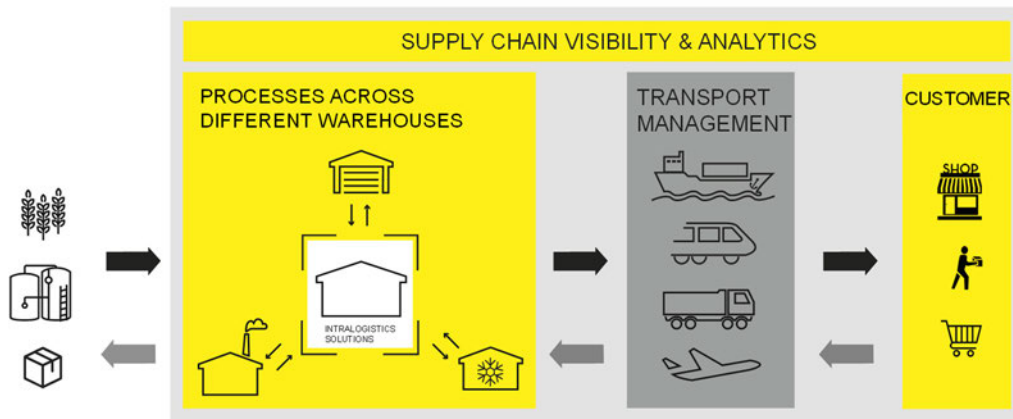 SUPPLY CHAIN VISIBILITY & ANALYTICS
PROCESSES ACROSS
DIFFERENT WAREHOUSES
TRANSPORT
MANAGEMENT
CUSTOMER
SHOP
INTRALOGISTICS
SOLUTIONS